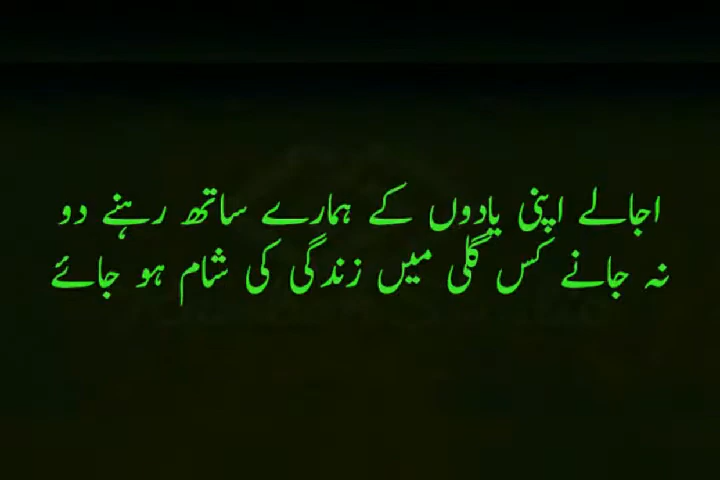 اجالے اپنی یادوں کے ہمارے ساتھ رہنے دو
نہ جانے کس گلی میں زندگی کی شام ہو جائے